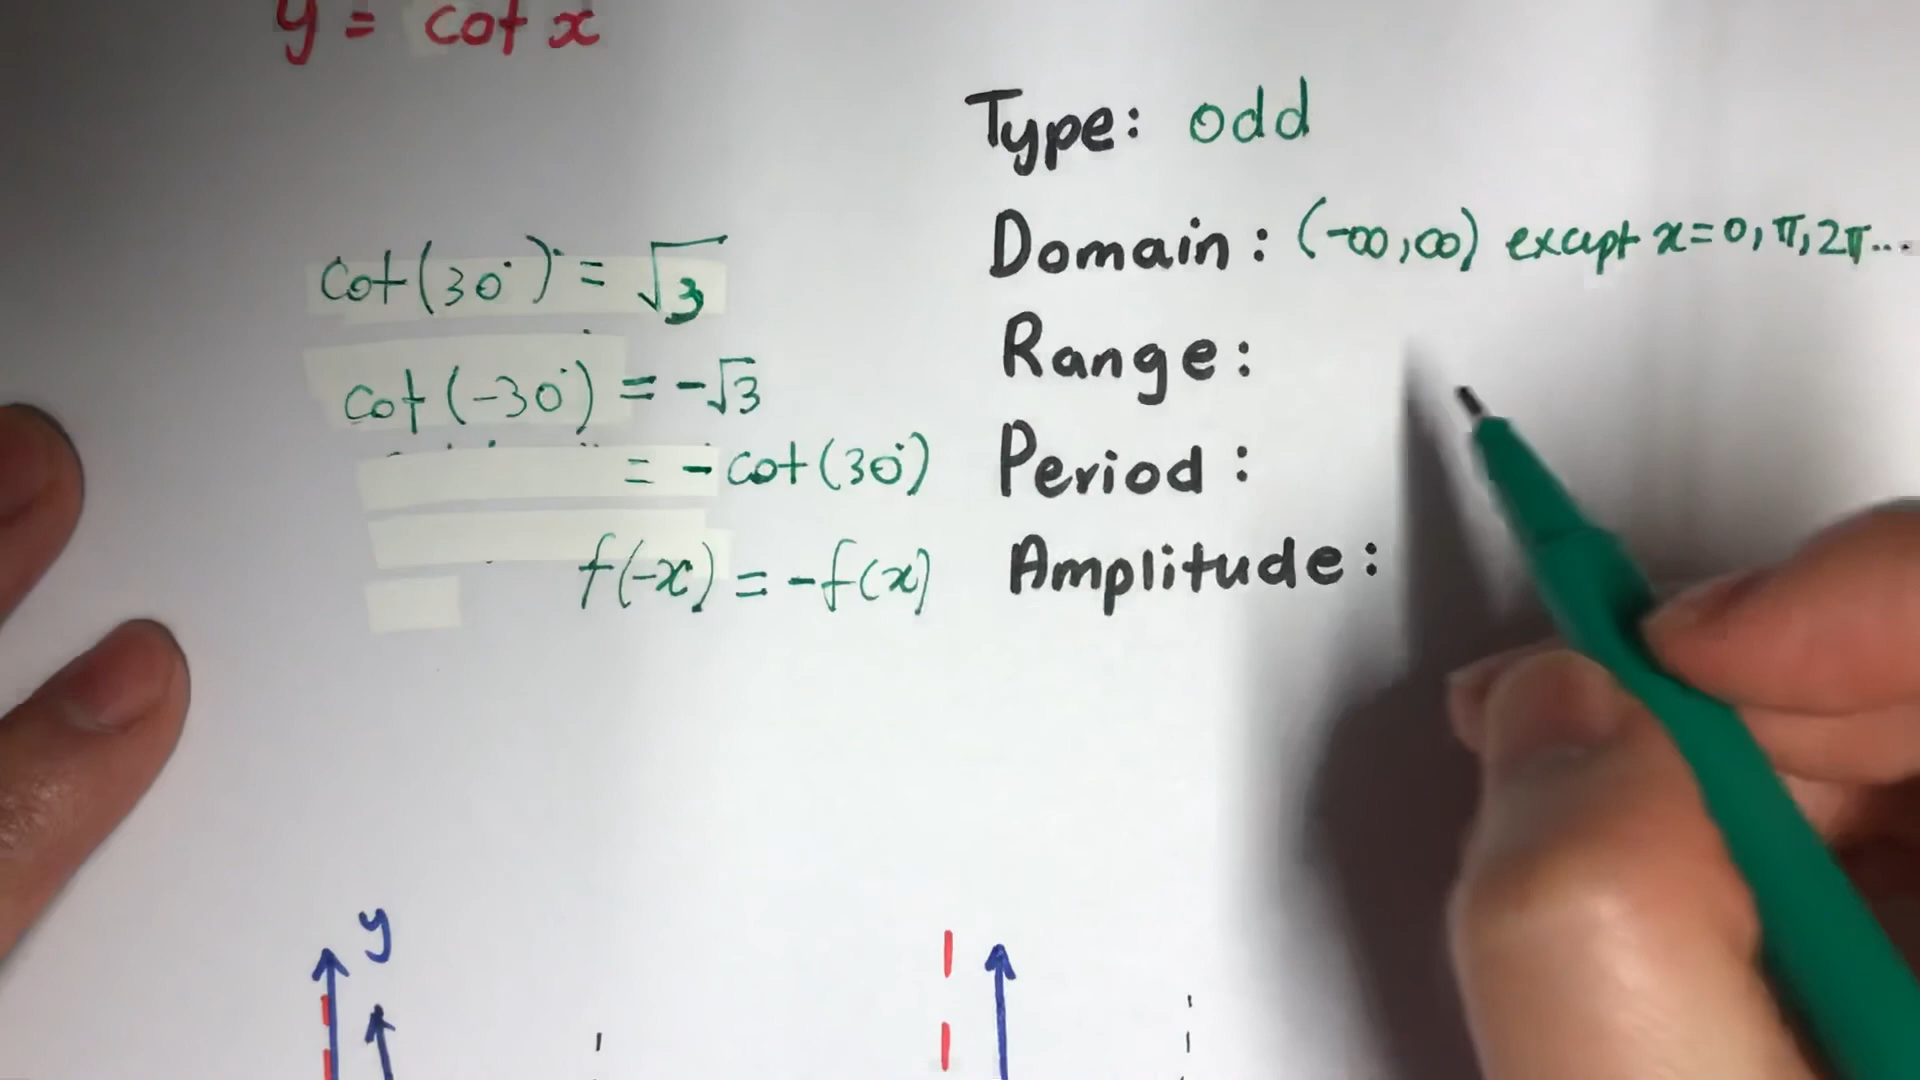 y = cot x
Type: odd
Domain: (-∞,∞) except x=0, π, 2π...
Range:
Period:
Amplitude:
cot(30°) = √3
cot(-30°) = -√3
= -cot(30°)
f(-x) = -f(x)
y